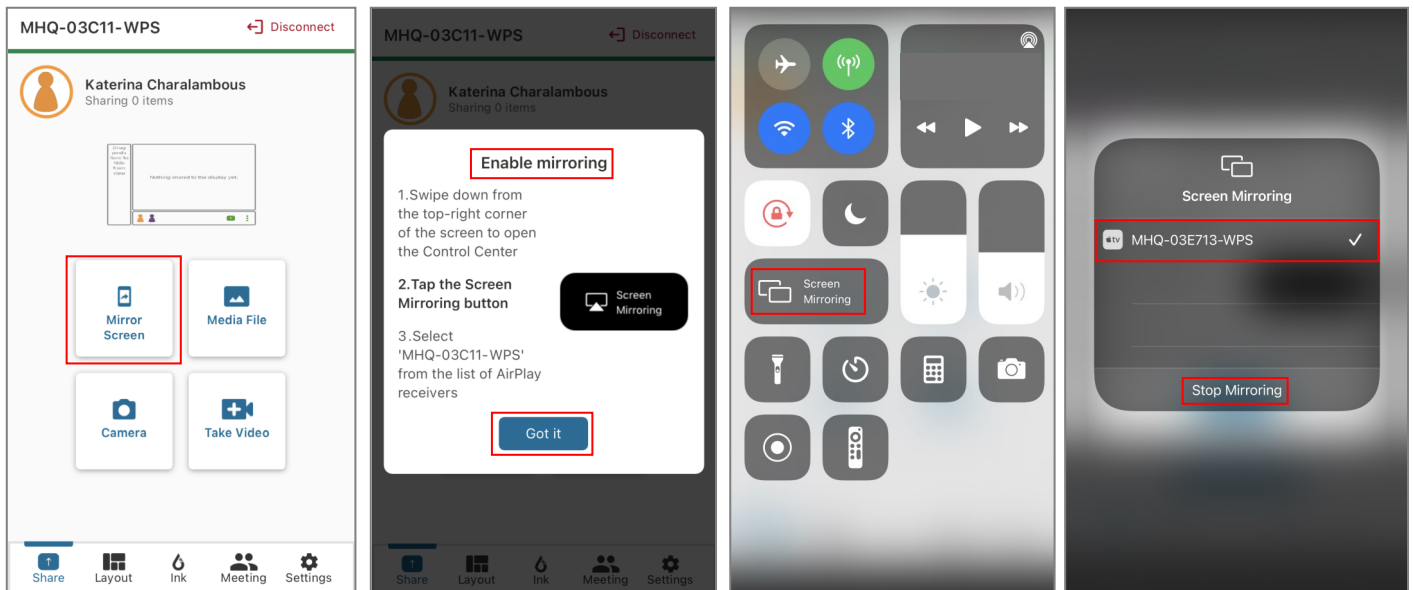 MHQ-03C11-WPS
Disconnect
Katerina Charalambous
Sharing 0 items
Nothing shared to the display yet.
Mirror
Screen
Media File
Camera
Take Video
Share
Layout
Ink
Meeting
Settings
MHQ-03C11-WPS
Disconnect
Katerina Charalambous
Sharing 0 items
Enable mirroring
1.Swipe down from
the top-right corner
of the screen to open
the Control Center
2.Tap the Screen
Mirroring button
Screen
Mirroring
3.Select
'MHQ-03C11-WPS'
from the list of AirPlay
receivers
Got it
Share
Layout
Ink
Meeting
Settings
Screen
Mirroring
Screen Mirroring
tv
MHQ-03E713-WPS
Stop Mirroring